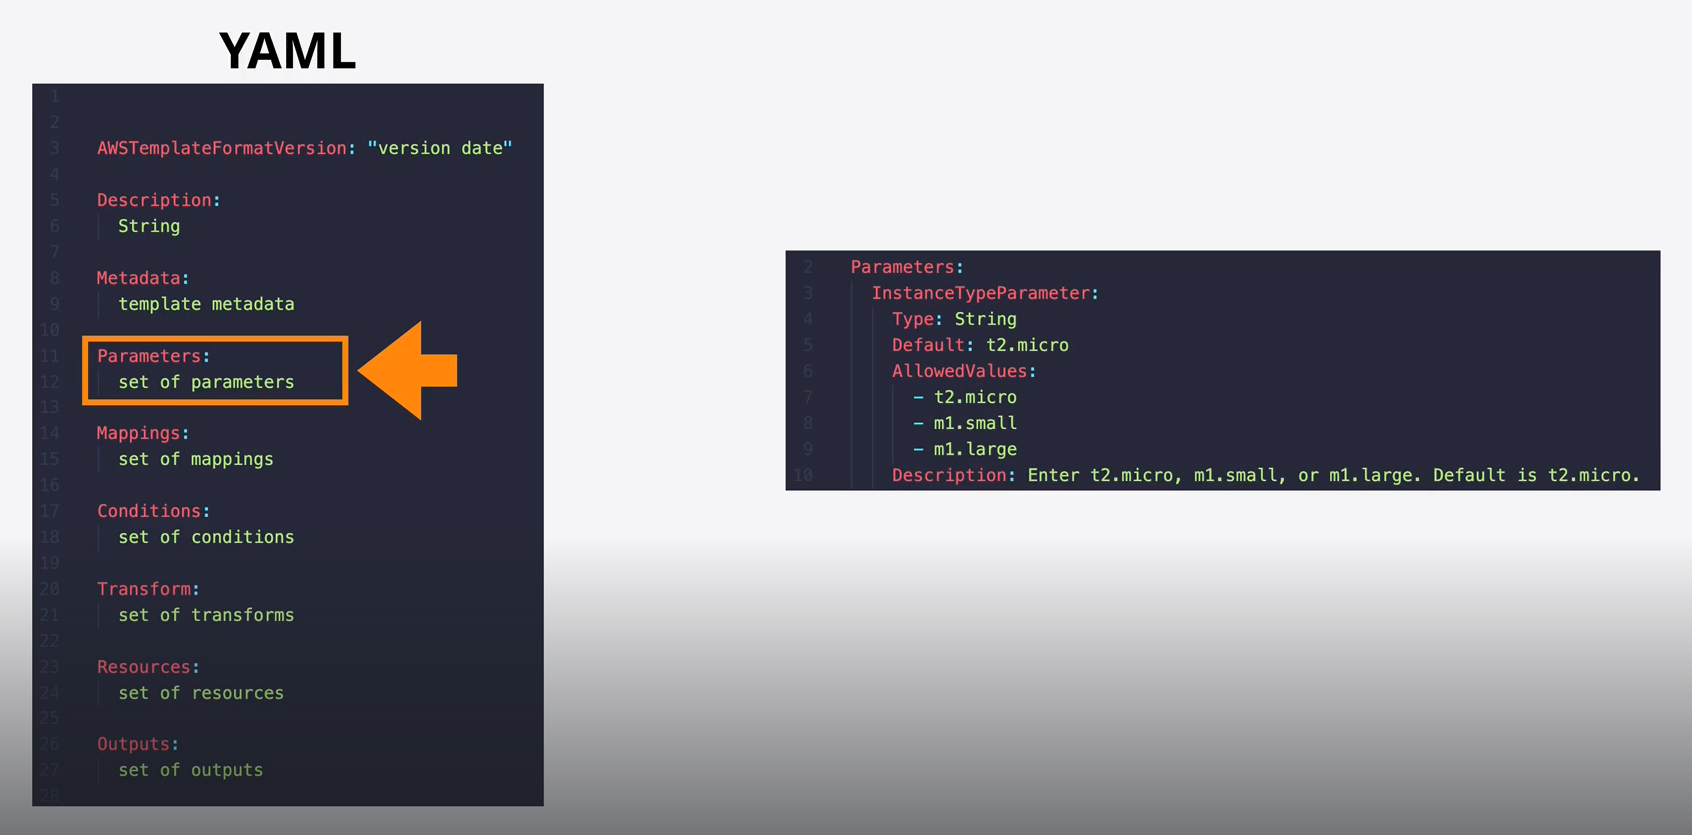 YAML
1
2
3 AWSTemplateFormatVersion: "version date"
4
5 Description:
6 String
7
8 Metadata:
9 template metadata
10
11 Parameters:
12 set of parameters
13
14 Mappings:
15 set of mappings
16
17 Conditions:
18 set of conditions
19
20 Transform:
21 set of transforms
22
23 Resources:
24 set of resources
25
26 Outputs:
27 set of outputs
28
2 Parameters:
3 InstanceTypeParameter:
4 Type: String
5 Default: t2.micro
6 AllowedValues:
7 - t2.micro
8 - m1.small
9 - m1.large
10 Description: Enter t2.micro, m1.small, or m1.large. Default is t2.micro.